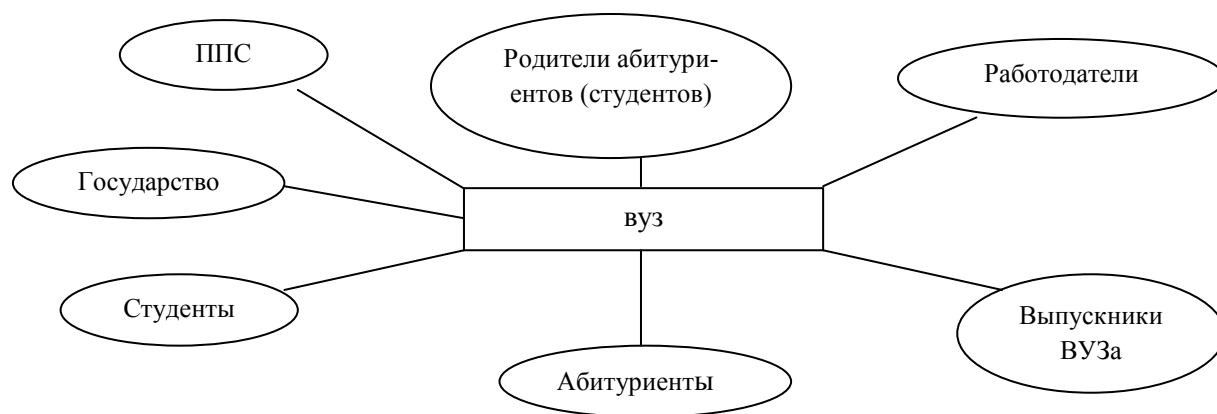 ППС
Родители абитури-
ентов (студентов)
Работодатели
Государство
вуз
Студенты
Выпускники
ВУЗа
Абитуриенты